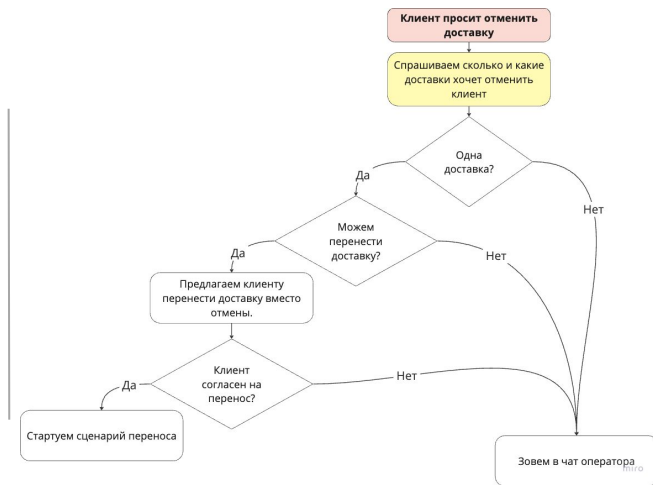 Клиент просит отменить
доставку
Спрашиваем сколько и какие
доставки хочет отменить
клиент
Одна
доставка?
Да
Нет
Можем
перенести
доставку?
Да
Нет
Предлагаем клиенту
перенести доставку вместо
отмены.
Клиент
согласен на
перенос?
Да
Нет
Стартуем сценарий переноса
Зовем в чат оператора
miro